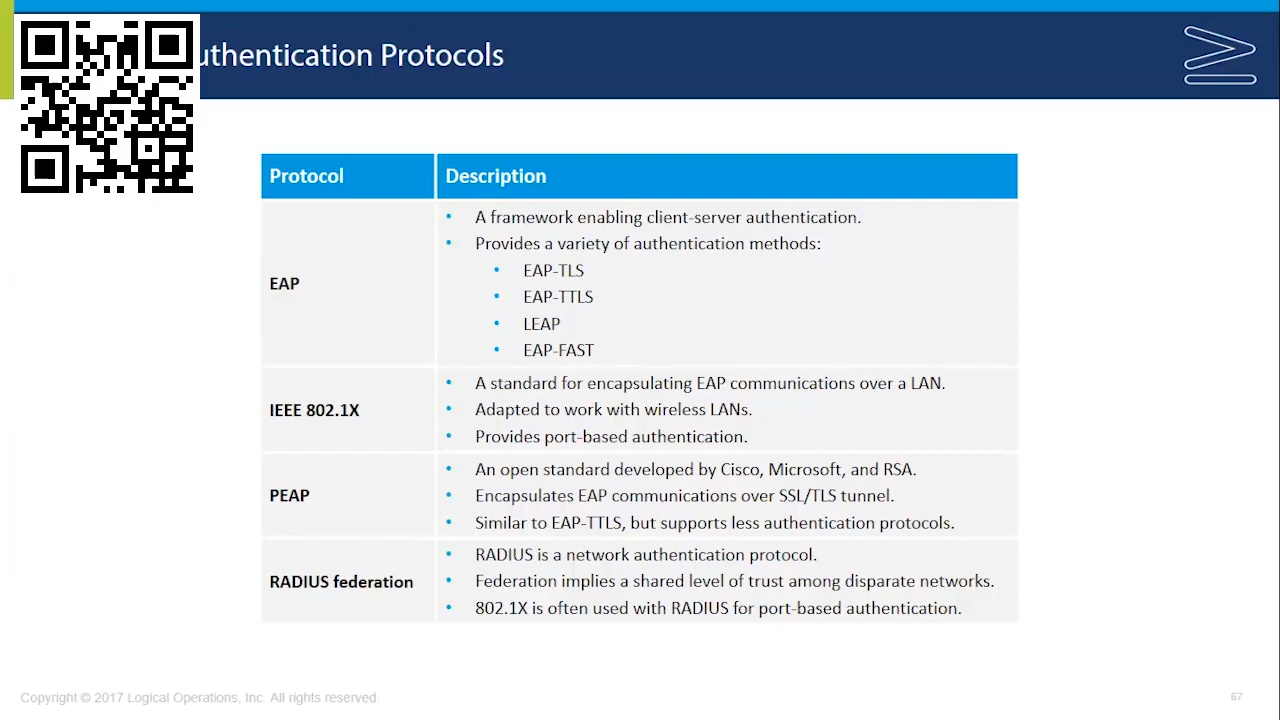 uthentication Protocols
Protocol
Description
EAP
• A framework enabling client-server authentication.
• Provides a variety of authentication methods:
• EAP-TLS
• EAP-TTLS
• LEAP
• EAP-FAST
IEEE 802.1X
• A standard for encapsulating EAP communications over a LAN.
• Adapted to work with wireless LANs.
• Provides port-based authentication.
PEAP
• An open standard developed by Cisco, Microsoft, and RSA.
• Encapsulates EAP communications over SSL/TLS tunnel.
• Similar to EAP-TTLS, but supports less authentication protocols.
RADIUS federation
• RADIUS is a network authentication protocol.
• Federation implies a shared level of trust among disparate networks.
• 802.1X is often used with RADIUS for port-based authentication.
Copyright © 2017 Logical Operations, Inc. All rights reserved.
67